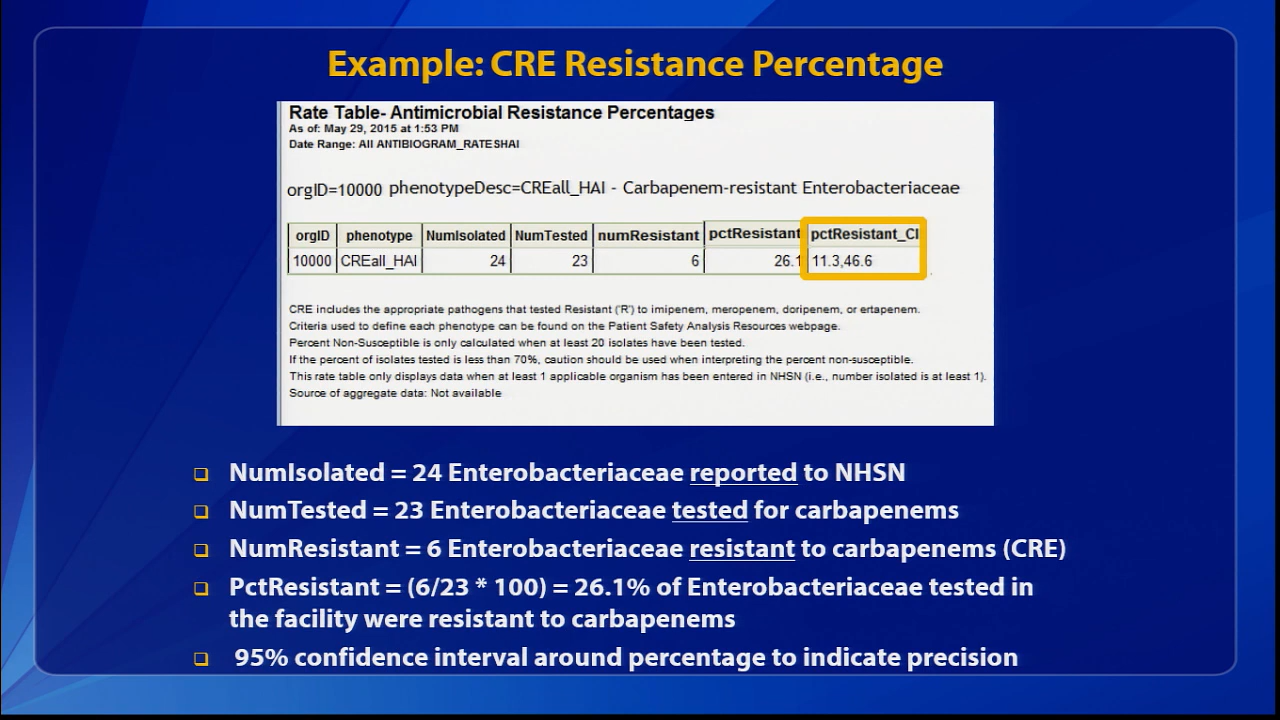 Example: CRE Resistance Percentage
Rate Table- Antimicrobial Resistance Percentages
As of: May 29, 2015 at 1:53 PM
Date Range: All ANTIBIOGRAM_RATESHAI
orgID=10000 phenotypeDesc=CREall_HAI - Carbapenem-resistant Enterobacteriaceae
orgID phenotype NumIsolated NumTested numResistant pctResistant pctResistant_CI
10000 CREall_HAI 24 23 6 26.1 11.3,46.6
CRE includes the appropriate pathogens that tested Resistant ('R') to imipenem, meropenem, doripenem, or ertapenem.
Criteria used to define each phenotype can be found on the Patient Safety Analysis Resources webpage.
Percent Non-Susceptible is only calculated when at least 20 isolates have been tested.
If the percent of isolates tested is less than 70%, caution should be used when interpreting the percent non-susceptible.
This rate table only displays data when at least 1 applicable organism has been entered in NHSN (i.e., number isolated is at least 1).
Source of aggregate data: Not available
❑ NumIsolated = 24 Enterobacteriaceae reported to NHSN
❑ NumTested = 23 Enterobacteriaceae tested for carbapenems
❑ NumResistant = 6 Enterobacteriaceae resistant to carbapenems (CRE)
❑ PctResistant = (6/23 * 100) = 26.1% of Enterobacteriaceae tested in
the facility were resistant to carbapenems
❑ 95% confidence interval around percentage to indicate precision